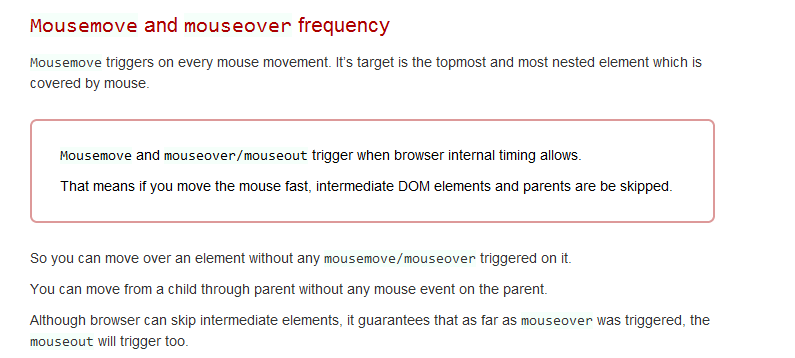 Mousemove and mouseover frequency
Mousemove triggers on every mouse movement. It's target is the topmost and most nested element which is
covered by mouse.
Mousemove and mouseover/mouseout trigger when browser internal timing allows.
That means if you move the mouse fast, intermediate DOM elements and parents are be skipped.
So you can move over an element without any mousemove/mouseover triggered on it.
You can move from a child through parent without any mouse event on the parent.
Although browser can skip intermediate elements, it guarantees that as far as mouseover was triggered, the
mouseout will trigger too.